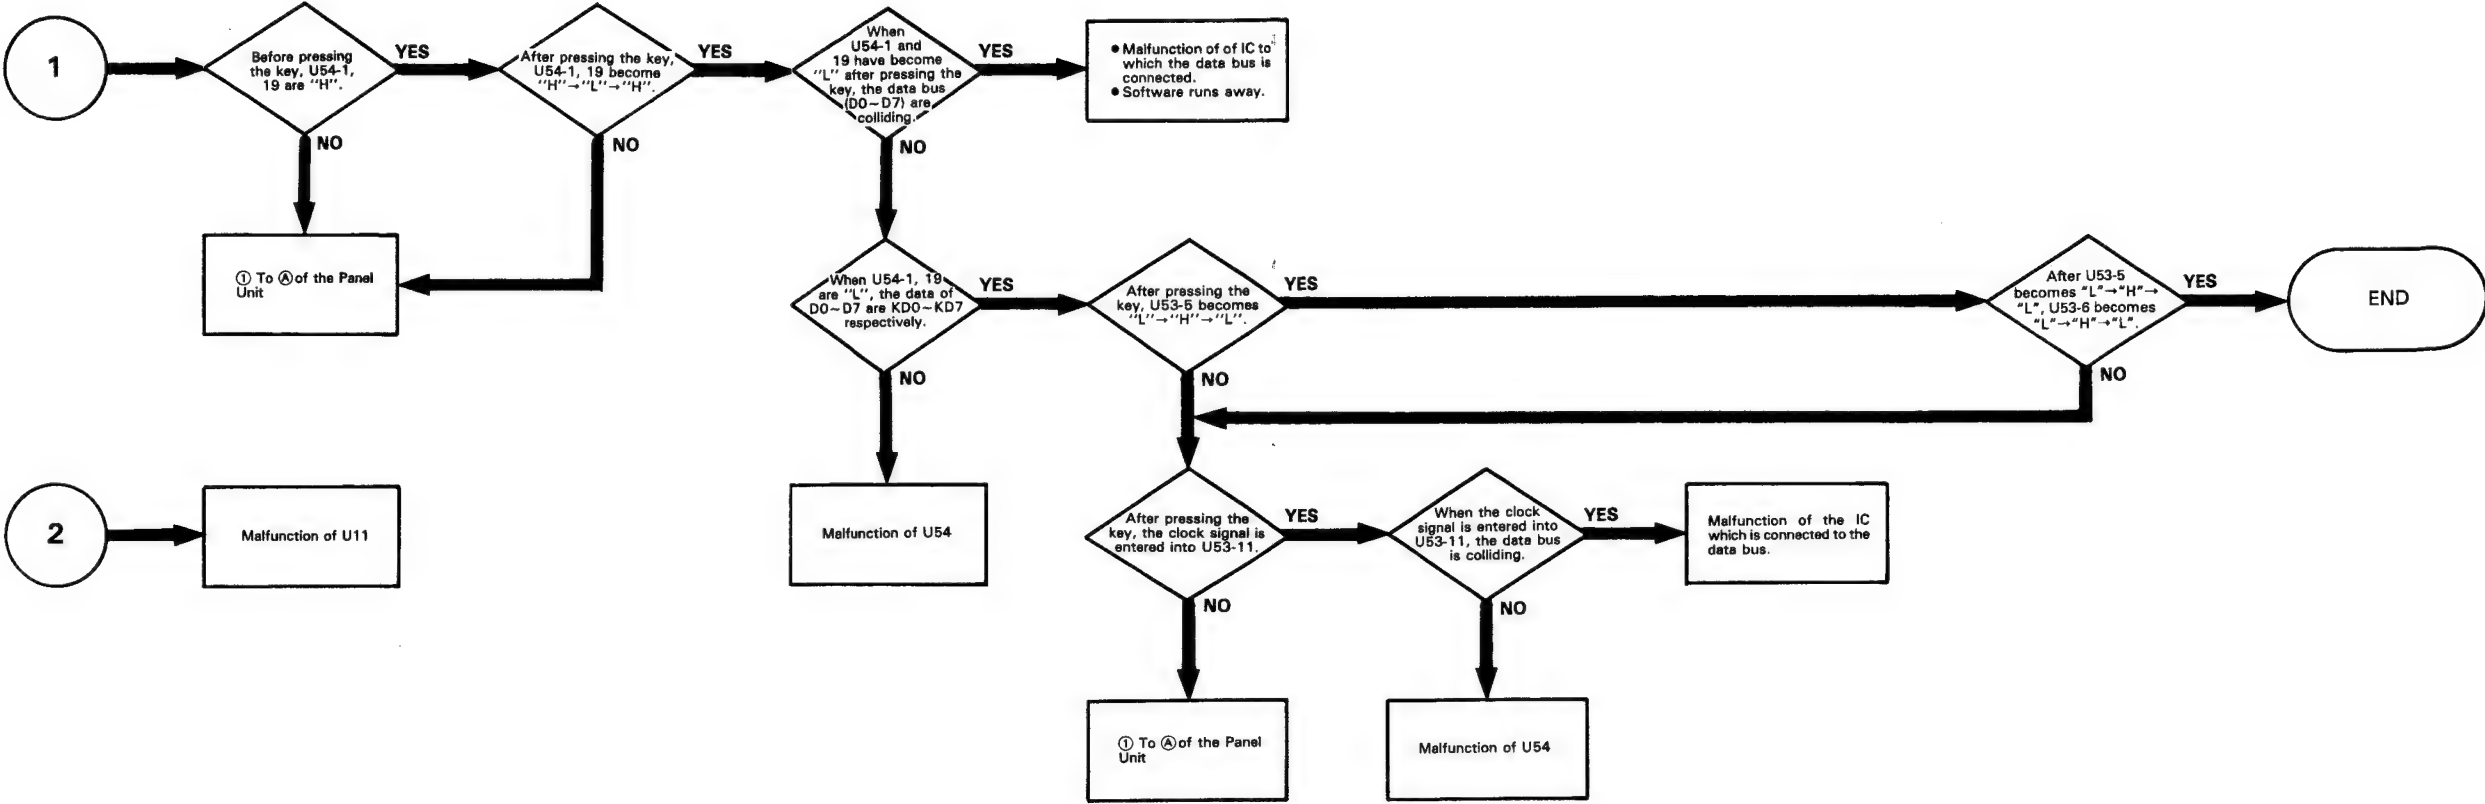 1
Before pressing
the key, U54-1,
19 are "H".
YES
NO
After pressing the key,
U54-1, 19 become
"H"→"L"→"H".
YES
NO
When
U54-1 and
19 have become
"L" after pressing the
key, the data bus
(D0~D7) are
colliding.
YES
NO
● Malfunction of of IC to
which the data bus is
connected.
● Software runs away.
① To Ⓐ of the Panel
Unit
When U54-1, 19
are "L", the data of
D0~D7 are KD0~KD7
respectively.
YES
NO
After pressing the
key, U53-5 becomes
"L"→"H"→"L".
YES
NO
After U53-5
becomes "L"→"H"→
"L", U53-6 becomes
"L"→"H"→"L".
YES
NO
END
2
Malfunction of U11
Malfunction of U54
After pressing the
key, the clock signal is
entered into U53-11.
YES
NO
When the clock
signal is entered into
U53-11, the data bus
is colliding.
YES
NO
Malfunction of the IC
which is connected to the
data bus.
① To Ⓐ of the Panel
Unit
Malfunction of U54